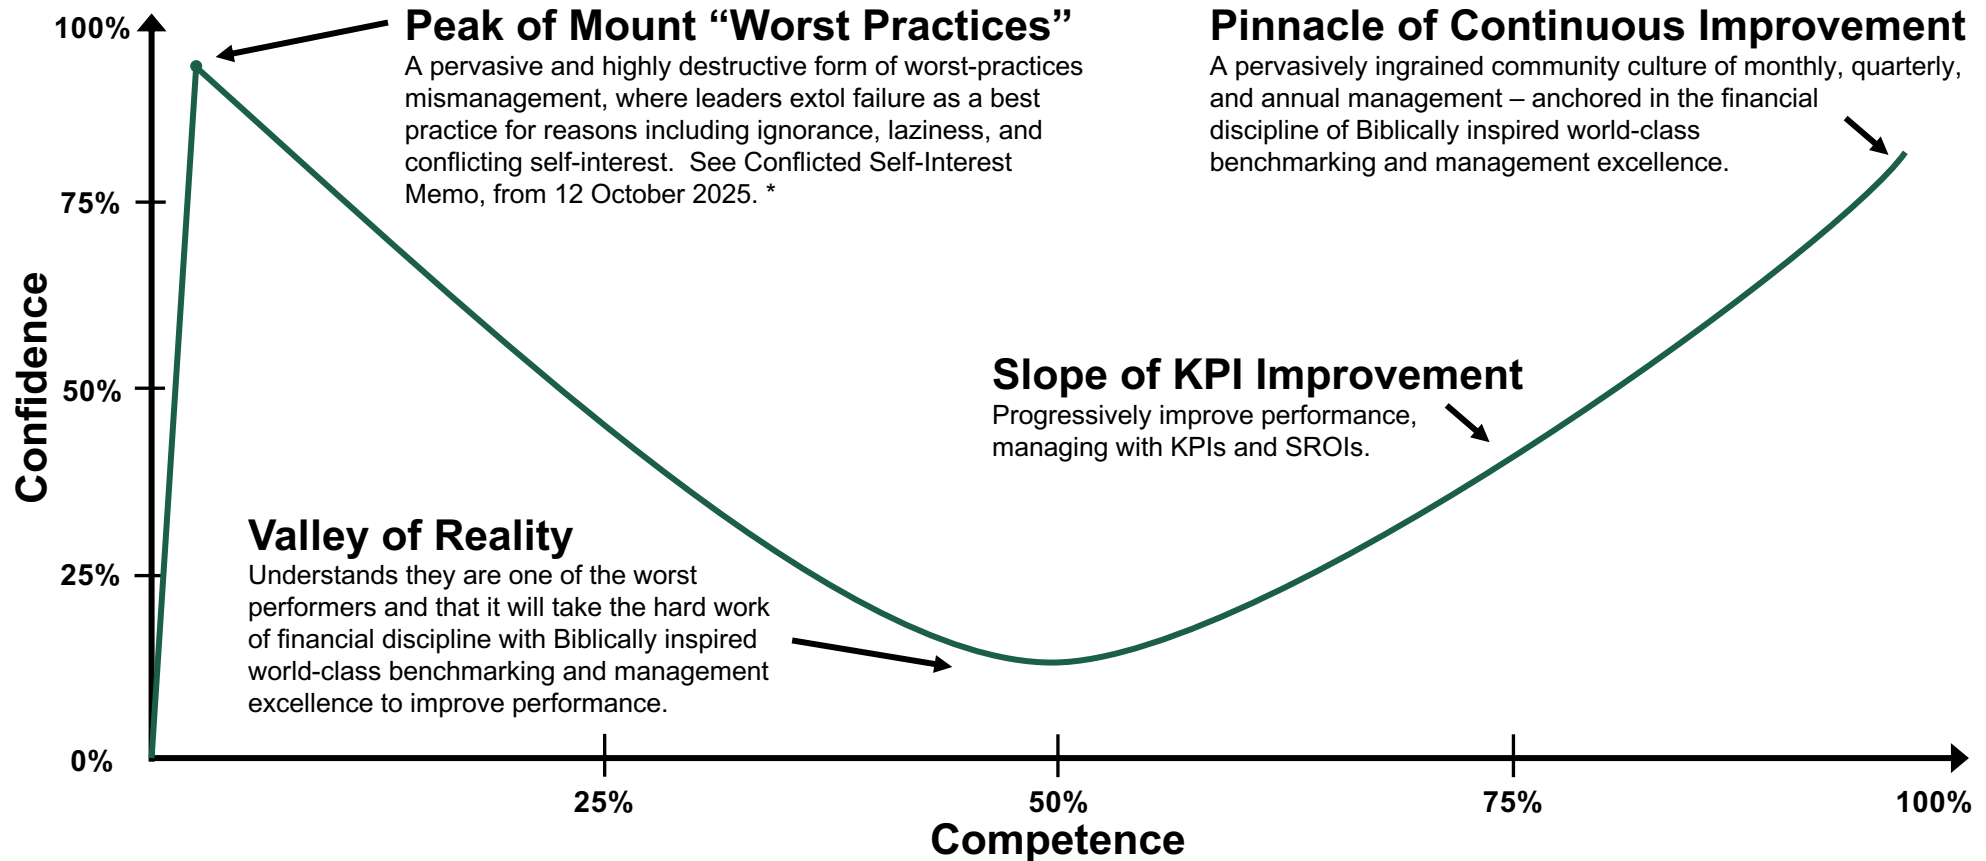 100%
75%
50%
25%
0%
Confidence
Peak of Mount “Worst Practices”
A pervasive and highly destructive form of worst-practices
mismanagement, where leaders extol failure as a best
practice for reasons including ignorance, laziness, and
conflicting self-interest.  See Conflicted Self-Interest
Memo, from 12 October 2025. *
Pinnacle of Continuous Improvement
A pervasively ingrained community culture of monthly, quarterly,
and annual management – anchored in the financial
discipline of Biblically inspired world-class
benchmarking and management excellence.
Slope of KPI Improvement
Progressively improve performance,
managing with KPIs and SROIs.
Valley of Reality
Understands they are one of the worst
performers and that it will take the hard work
of financial discipline with Biblically inspired
world-class benchmarking and management
excellence to improve performance.
25%
50%
75%
100%
Competence